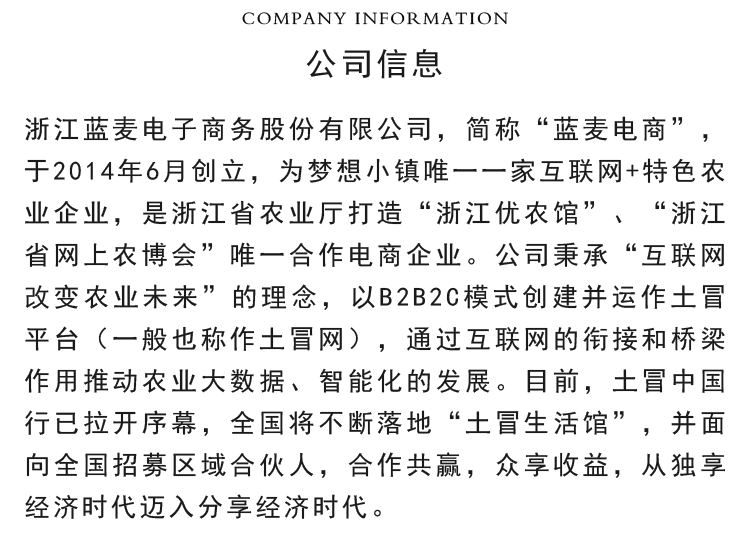 COMPANY INFORMATION
公司信息
浙江蓝麦电子商务股份有限公司，简称“蓝麦电商”，
于2014年6月创立，为梦想小镇唯一一家互联网+特色农
业企业，是浙江省农业厅打造“浙江优农馆”、“浙江
省网上农博会”唯一合作电商企业。公司秉承“互联网
改变农业未来”的理念，以B2B2C模式创建并运作土冒
平台（一般也称作土冒网），通过互联网的衔接和桥梁
作用推动农业大数据、智能化的发展。目前，土冒中国
行已拉开序幕，全国将不断落地“土冒生活馆”，并面
向全国招募区域合伙人，合作共赢，众享收益，从独享
经济时代迈入分享经济时代。